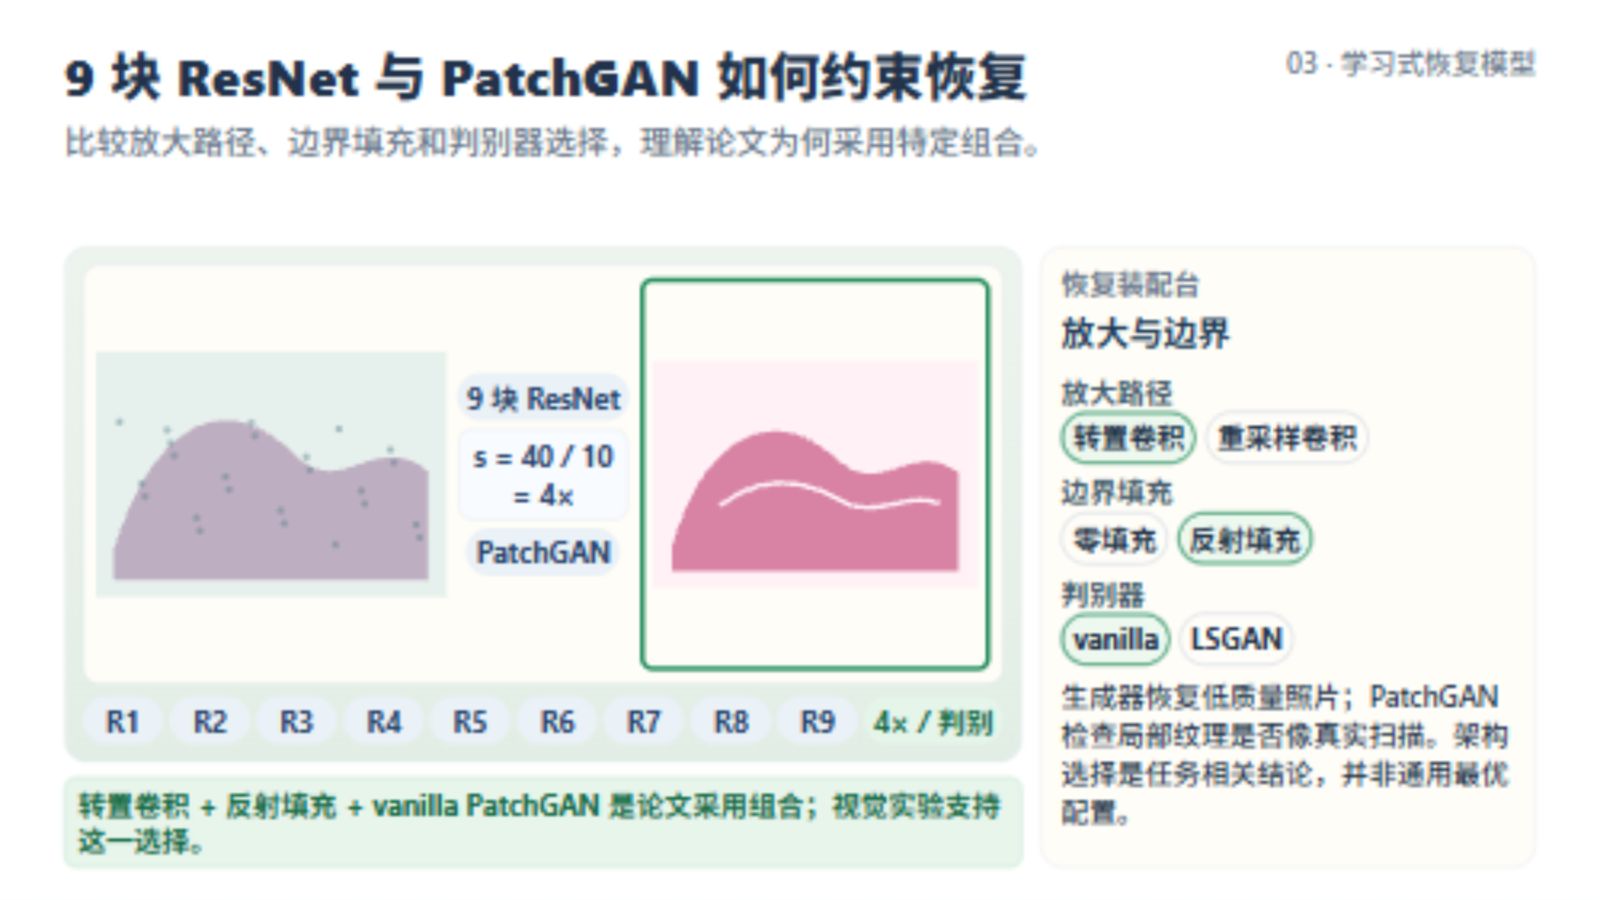 9 块 ResNet 与 PatchGAN 如何约束恢复
03 · 学习式恢复模型
比较放大路径、边界填充和判别器选择，理解论文为何采用特定组合。
9 块 ResNet
s = 40 / 10
= 4×
PatchGAN
R1 R2 R3 R4 R5 R6 R7 R8 R9 4× / 判别
转置卷积 + 反射填充 + vanilla PatchGAN 是论文采用组合；视觉实验支持
这一选择。
恢复装配台
放大与边界
放大路径
转置卷积 重采样卷积
边界填充
零填充 反射填充
判别器
vanilla LSGAN
生成器恢复低质量照片；PatchGAN
检查局部纹理是否像真实扫描。架构
选择是任务相关结论，并非通用最优
配置。